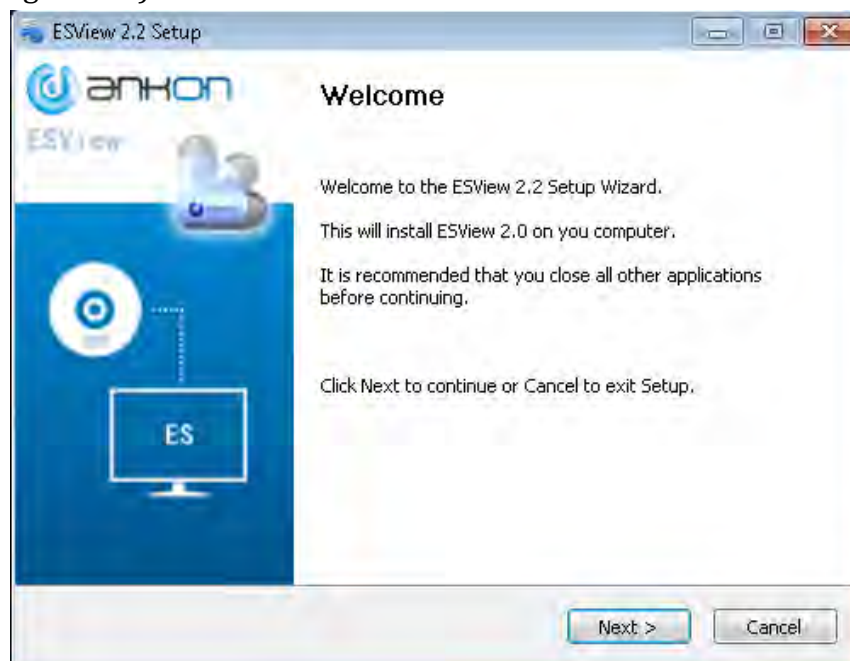 ESView 2.2 Setup
ankon
ESView
Welcome
Welcome to the ESView 2.2 Setup Wizard.
This will install ESView 2.0 on you computer.
It is recommended that you close all other applications
before continuing.
Click Next to continue or Cancel to exit Setup.
ES
Next >
Cancel